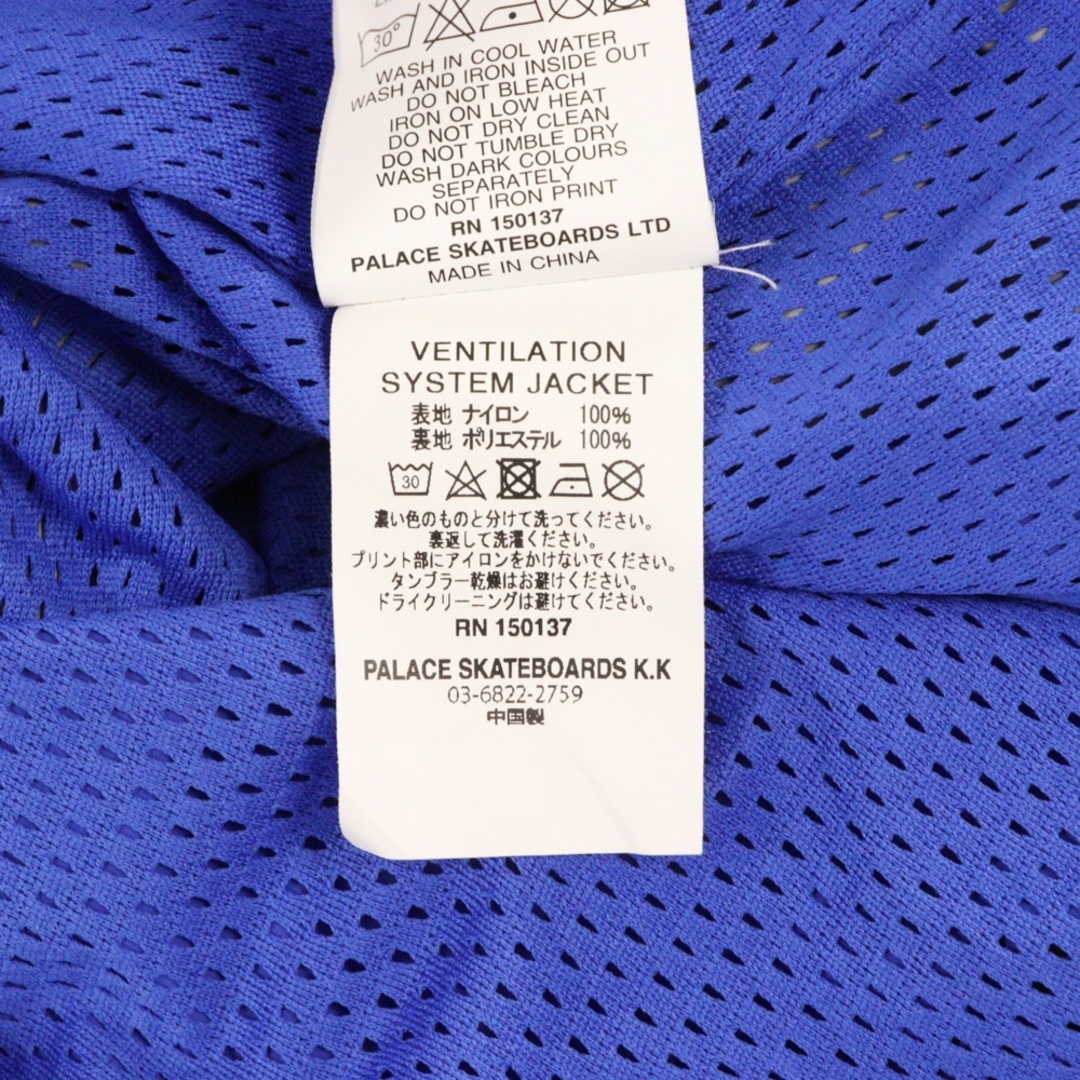 30°
WASH IN COOL WATER
WASH AND IRON INSIDE OUT
DO NOT BLEACH
IRON ON LOW HEAT
DO NOT DRY CLEAN
DO NOT TUMBLE DRY
WASH DARK COLOURS
SEPARATELY
DO NOT IRON PRINT
RN 150137
PALACE SKATEBOARDS LTD
MADE IN CHINA
VENTILATION
SYSTEM JACKET
表地 ナイロン 100%
裏地 ポリエステル 100%
30
濃い色のものと分けて洗ってください。
裏返して洗濯ください。
プリント部にアイロンをかけないでください。
タンブラー乾燥はお避けください。
ドライクリーニングは避けてください。
RN 150137
PALACE SKATEBOARDS K.K
03-6822-2759
中国製